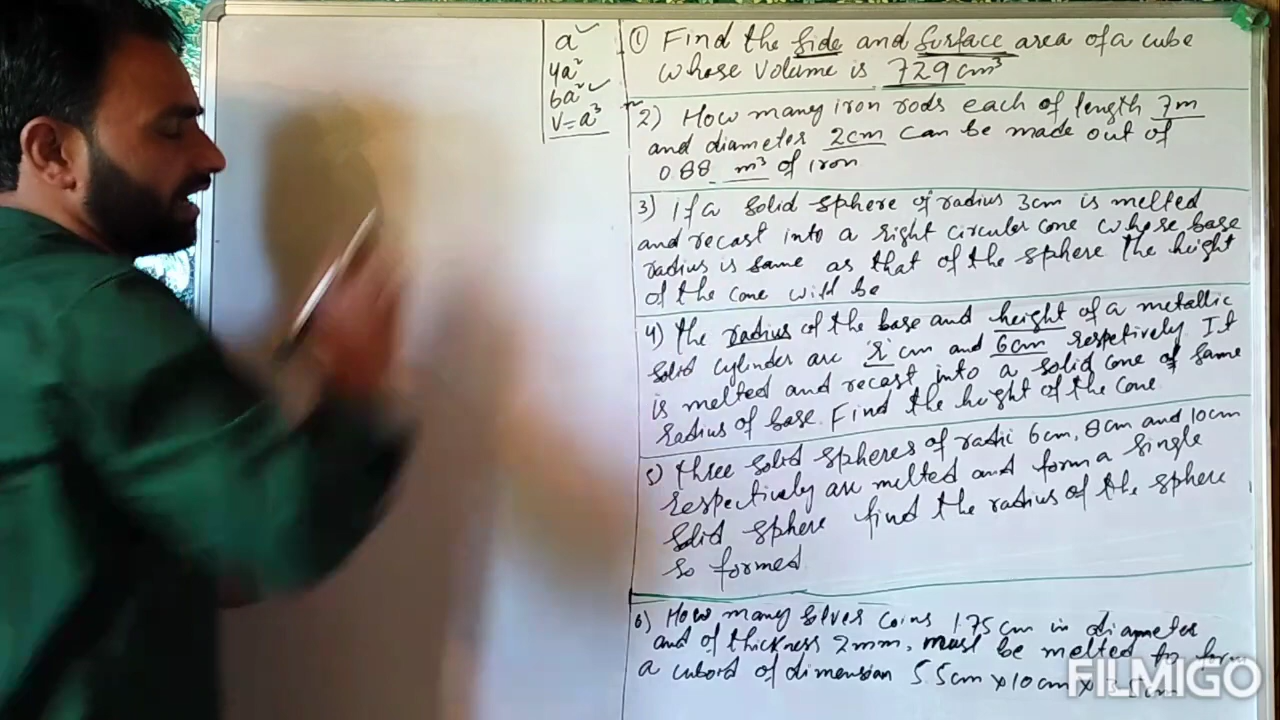 a²
4a²
6a²
V=a³
① Find the Side and Surface area of a cube
whose Volume is 729 cm³
2) How many iron rods each of length 7m
and diameter 2cm can be made out of
0.88 m³ of iron
3) If a Solid Sphere of radius 3cm is melted
and recast into a right circular cone whose base
radius is same as that of the sphere the height
of the cone will be
4) the radius of the base and height of a metallic
solid cylinder are r cm and 6cm respetively It
is melted and recast into a solid cone of same
radius of base. Find the height of the Cone
5) three solid spheres of radii 6cm, 8cm and 10cm
respectively are melted and form a single
solid sphere find the radius of the sphere
so formed
6) How many silver coins 1.75cm in diameter
and of thickness 2mm, must be melted to form
a cuboid of dimension 5.5cm x 10cm x 3.5cm
FILMIGO